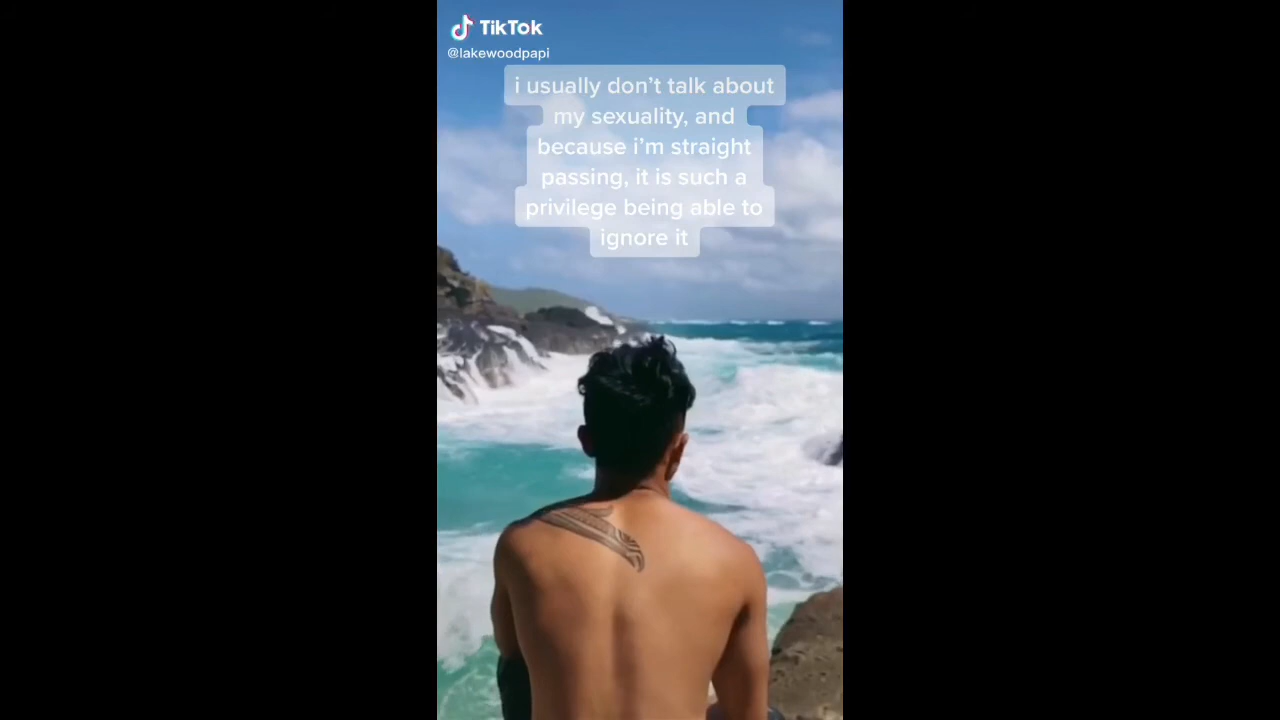 TikTok
@lakewoodpapi
i usually don't talk about
my sexuality, and
because i'm straight
passing, it is such a
privilege being able to
ignore it